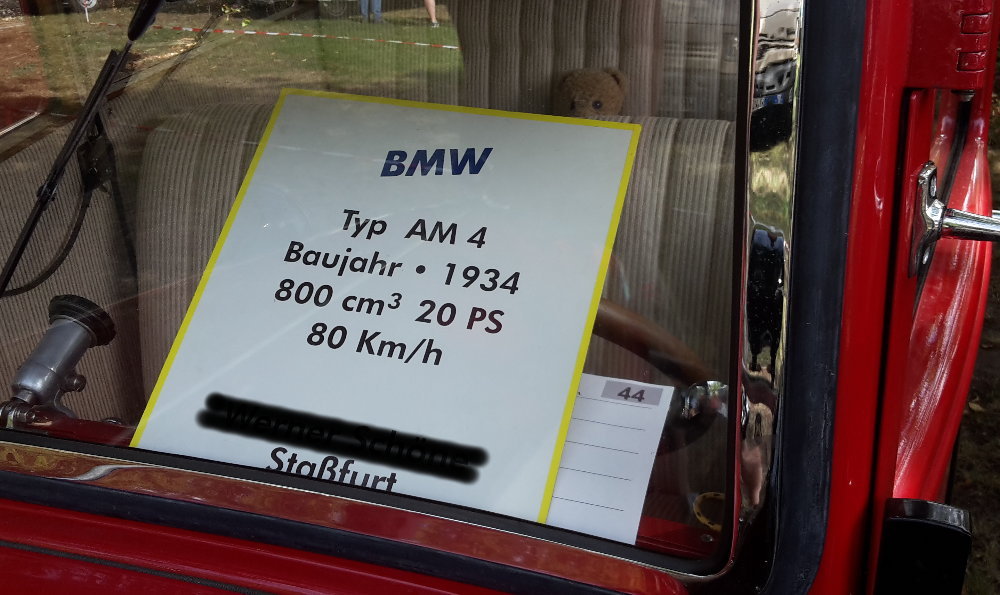 BMW
Typ AM 4
Baujahr • 1934
800 cm³ 20 PS
80 Km/h
Staßfurt
44